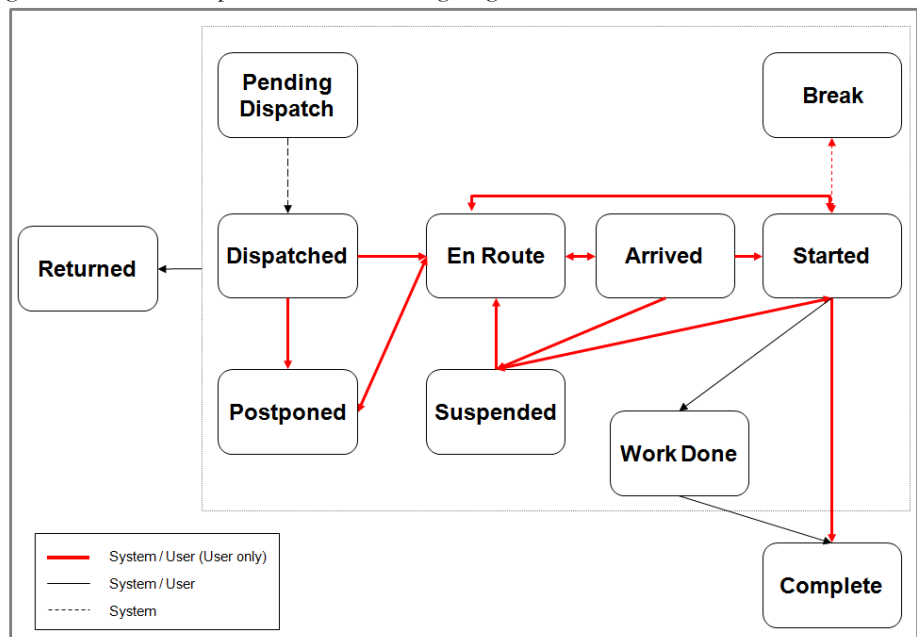 Pending
Dispatch
Break
Returned
Dispatched
En Route
Arrived
Started
Postponed
Suspended
Work Done
Complete
System / User (User only)
System / User
System